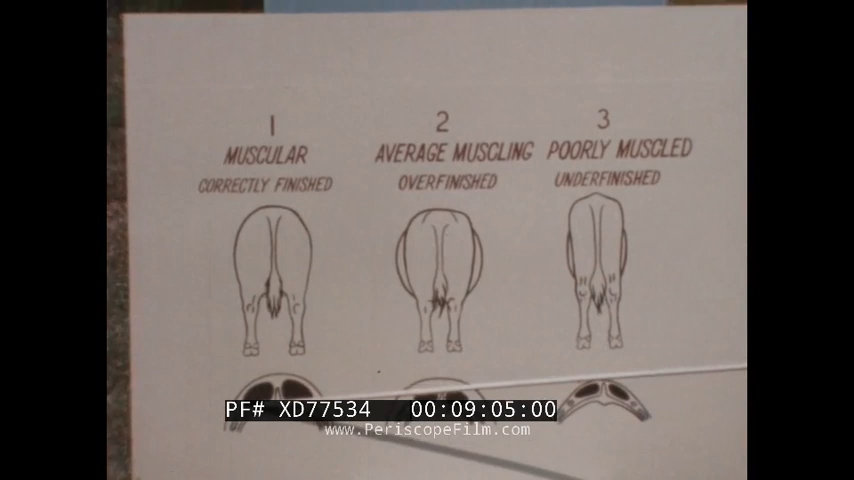 1 2 3
MUSCULAR AVERAGE MUSCLING POORLY MUSCLED
CORRECTLY FINISHED OVERFINISHED UNDERFINISHED
PF# XD77534 00:09:05:00
www.PeriscopeFilm.com